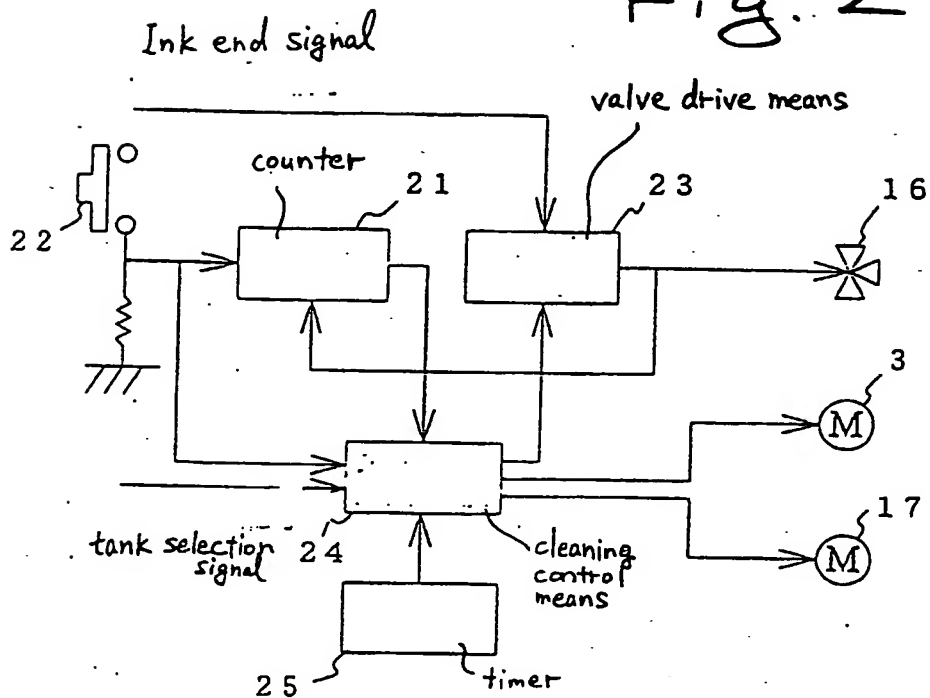 Fig. 2
Ink end signal
valve drive means
counter
21
23
16
22
3
M
17
M
tank selection
signal
24
cleaning
control
means
25
timer